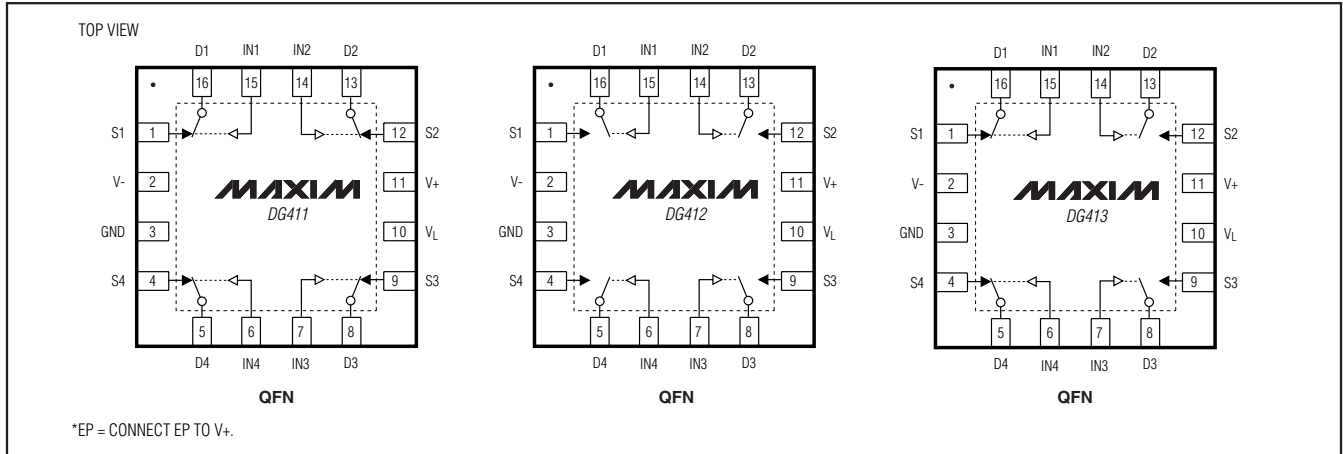 TOP VIEW
D1 IN1 IN2 D2
16 15 14 13
S1 1 12 S2
V- 2 11 V+
MAXIM
DG411
GND 3 10 VL
S4 4 9 S3
5 6 7 8
D4 IN4 IN3 D3
QFN
D1 IN1 IN2 D2
16 15 14 13
S1 1 12 S2
V- 2 11 V+
MAXIM
DG412
GND 3 10 VL
S4 4 9 S3
5 6 7 8
D4 IN4 IN3 D3
QFN
D1 IN1 IN2 D2
16 15 14 13
S1 1 12 S2
V- 2 11 V+
MAXIM
DG413
GND 3 10 VL
S4 4 9 S3
5 6 7 8
D4 IN4 IN3 D3
QFN
*EP = CONNECT EP TO V+.